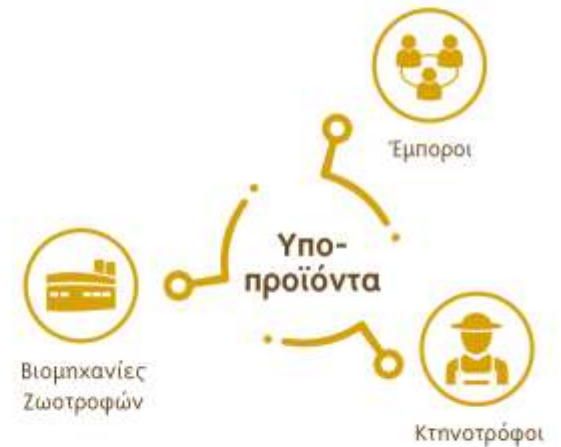 Έμποροι
Υπο-
προϊόντα
Βιομηχανίες
Ζωοτροφών
Κτηνοτρόφοι